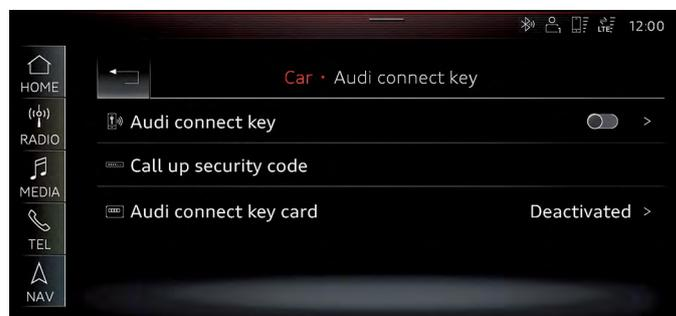 LTE 12:00
HOME
Car • Audi connect key
RADIO
Audi connect key >
MEDIA
Call up security code
TEL
Audi connect key card Deactivated >
NAV